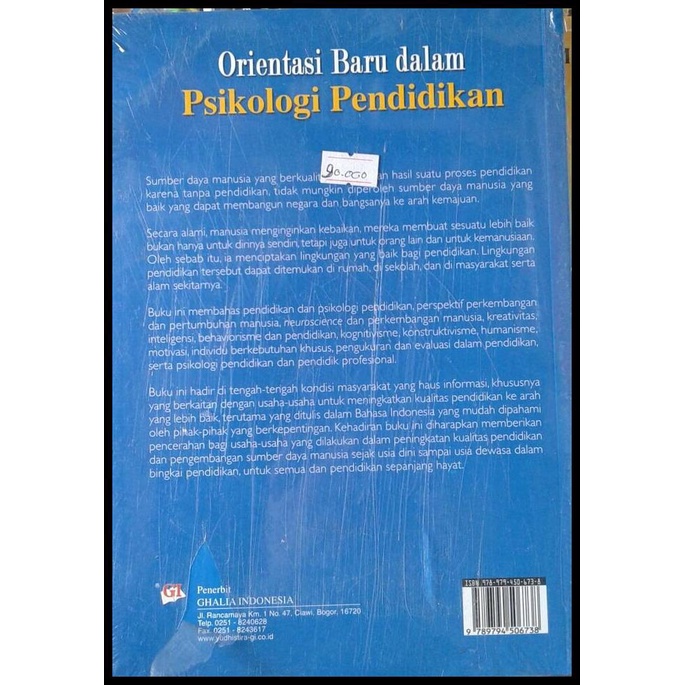 Orientasi Baru dalam
Psikologi Pendidikan
90.000
Sumber daya manusia yang berkuali hasil suatu proses pendidikan
karena tanpa pendidikan, tidak mungkin diperoleh sumber daya manusia yang
baik yang dapat membangun negara dan bangsanya ke arah kemajuan.
Secara alami, manusia menginginkan kebaikan, mereka membuat sesuatu lebih baik
bukan hanya untuk dirinya sendiri, tetapi juga untuk orang lain dan untuk kemanusiaan.
Oleh sebab itu, ia menciptakan lingkungan yang baik bagi pendidikan. Lingkungan
pendidikan tersebut dapat ditemukan di rumah, di sekolah, dan di masyarakat serta
alam sekitarnya.
Buku ini membahas pendidikan dan psikologi pendidikan, perspektif perkembangan
dan pertumbuhan manusia, neuroscience dan perkembangan manusia, kreativitas,
inteligensi, behaviorisme dan pendidikan, kognitivisme, konstruktivisme, humanisme,
motivasi, individu berkebutuhan khusus, pengukuran dan evaluasi dalam pendidikan,
serta psikologi pendidikan dan pendidik profesional.
Buku ini hadir di tengah-tengah kondisi masyarakat yang haus informasi, khususnya
yang berkaitan dengan usaha-usaha untuk meningkatkan kualitas pendidikan ke arah
yang lebih baik, terutama yang ditulis dalam Bahasa Indonesia yang mudah dipahami
oleh pihak-pihak yang berkepentingan. Kehadiran buku ini diharapkan memberikan
pencerahan bagi usaha-usaha yang dilakukan dalam peningkatan kualitas pendidikan
dan pengembangan sumber daya manusia sejak usia dini sampai usia dewasa dalam
bingkai pendidikan, untuk semua dan pendidikan sepanjang hayat.
GI
Penerbit
GHALIA INDONESIA
Jl. Rancamaya Km. 1 No. 47, Ciawi, Bogor, 16720
Telp. 0251 - 8240628
Fax. 0251 - 8243617
www.yudhistira-gi.co.id
ISBN 978-979-450-673-8
9 789794 506738